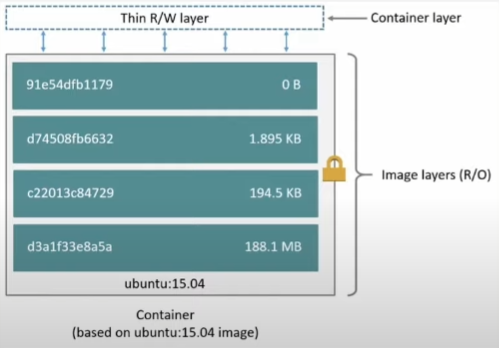 Thin R/W layer
Container layer
91e54dfb1179 0 B
d74508fb6632 1.895 KB
c22013c84729 194.5 KB
Image layers (R/O)
d3a1f33e8a5a 188.1 MB
ubuntu:15.04
Container
(based on ubuntu:15.04 image)